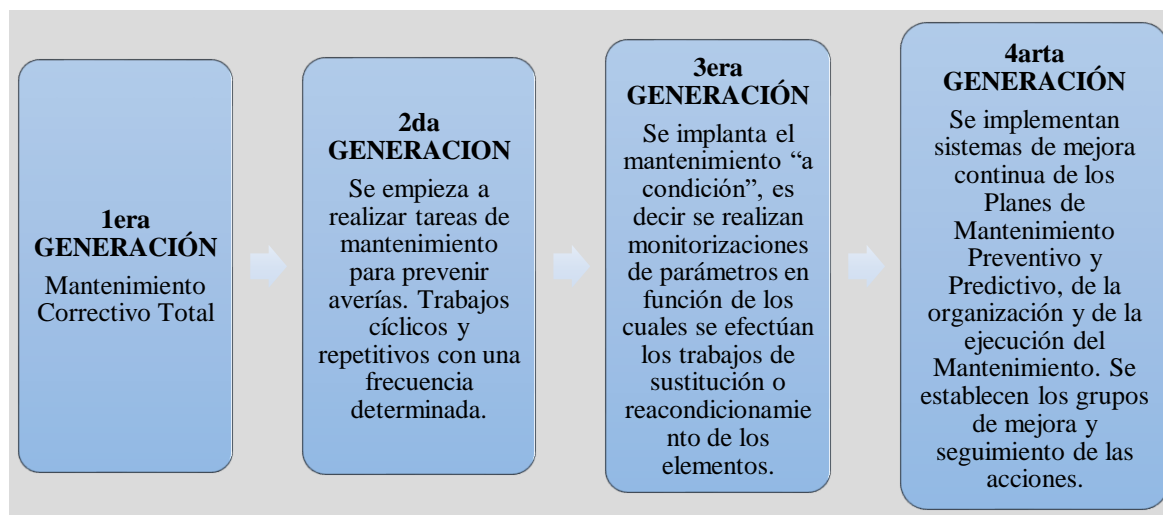 1era
GENERACIÓN
Mantenimiento
Correctivo Total
2da
GENERACION
Se empieza a
realizar tareas de
mantenimiento
para prevenir
averías. Trabajos
cíclicos y
repetitivos con una
frecuencia
determinada.
3era
GENERACIÓN
Se implanta el
mantenimiento “a
condición”, es
decir se realizan
monitorizaciones
de parámetros en
función de los
cuales se efectúan
los trabajos de
sustitución o
reacondicionamie
nto de los
elementos.
4arta
GENERACIÓN
Se implementan
sistemas de mejora
continua de los
Planes de
Mantenimiento
Preventivo y
Predictivo, de la
organización y de la
ejecución del
Mantenimiento. Se
establecen los grupos
de mejora y
seguimiento de las
acciones.